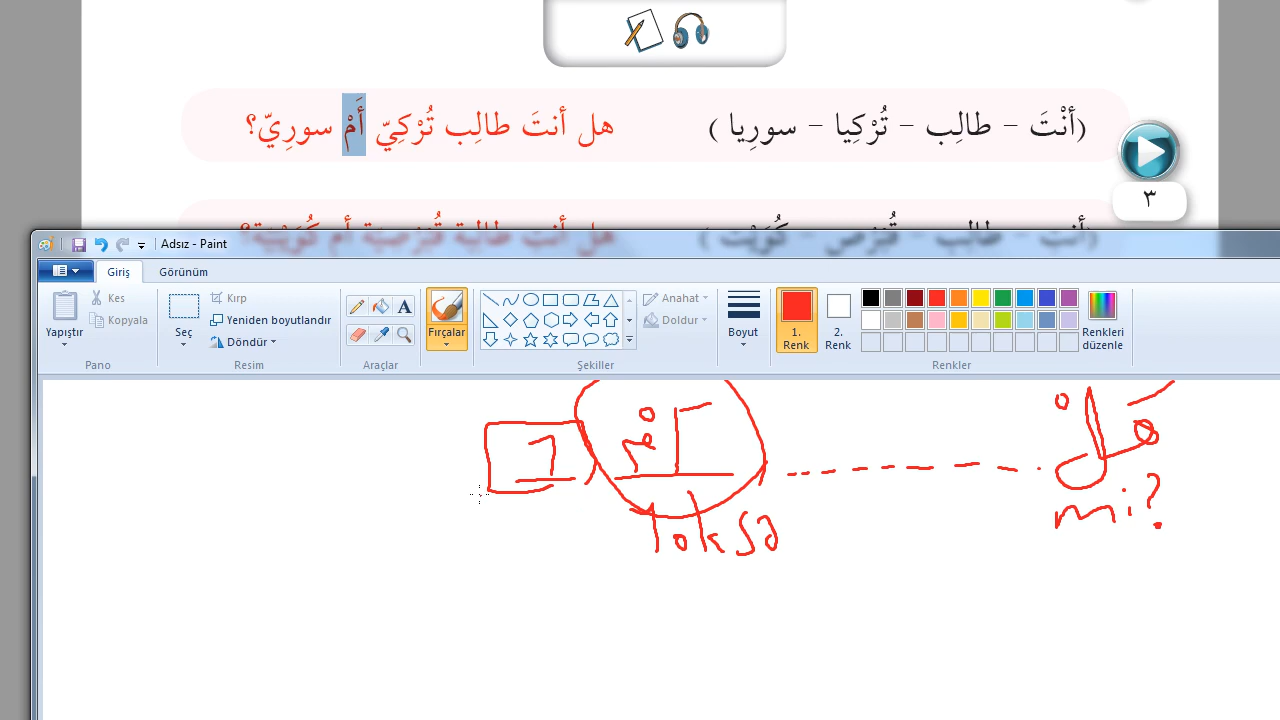 (أنْتَ - طالِب - تُرْكِيا - سورِيا ) هل أنتَ طالِب تُرْكِيّ أَمْ سورِيّ؟
٣
Adsız - Paint
Giriş Görünüm
Yapıştır Kes Kopyala
Pano
Seç Kırp Yeniden boyutlandır Döndür
Resim
A
Araçlar
Fırçalar
Anahat Doldur
Şekiller
Boyut
1. Renk
2. Renk
Renkleri düzenle
Renkler
أم ------- هل
yoksa mi?